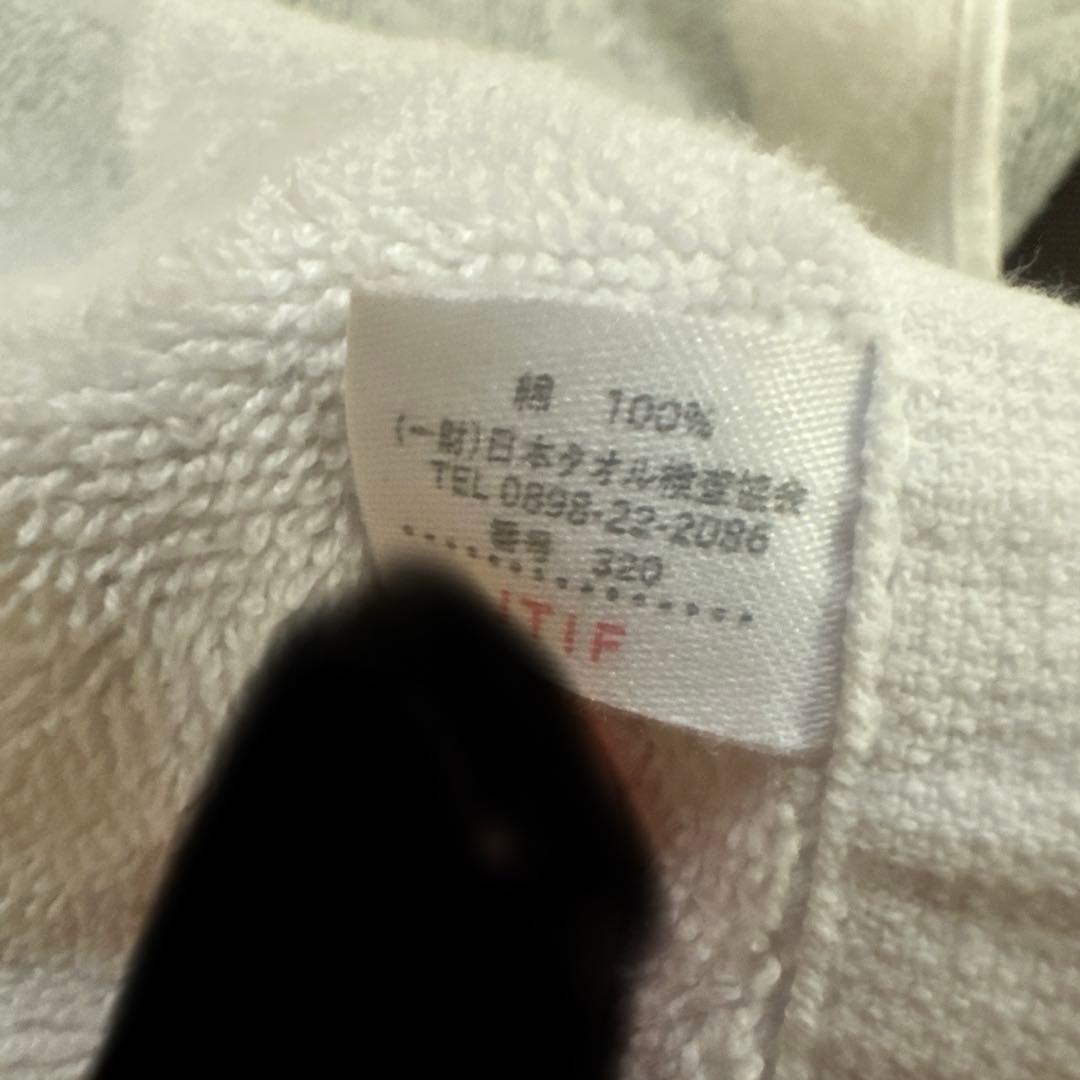 綿 100%
(一財)日本タオル検査協会
TEL 0898-22-2086
番号 320
ITIF